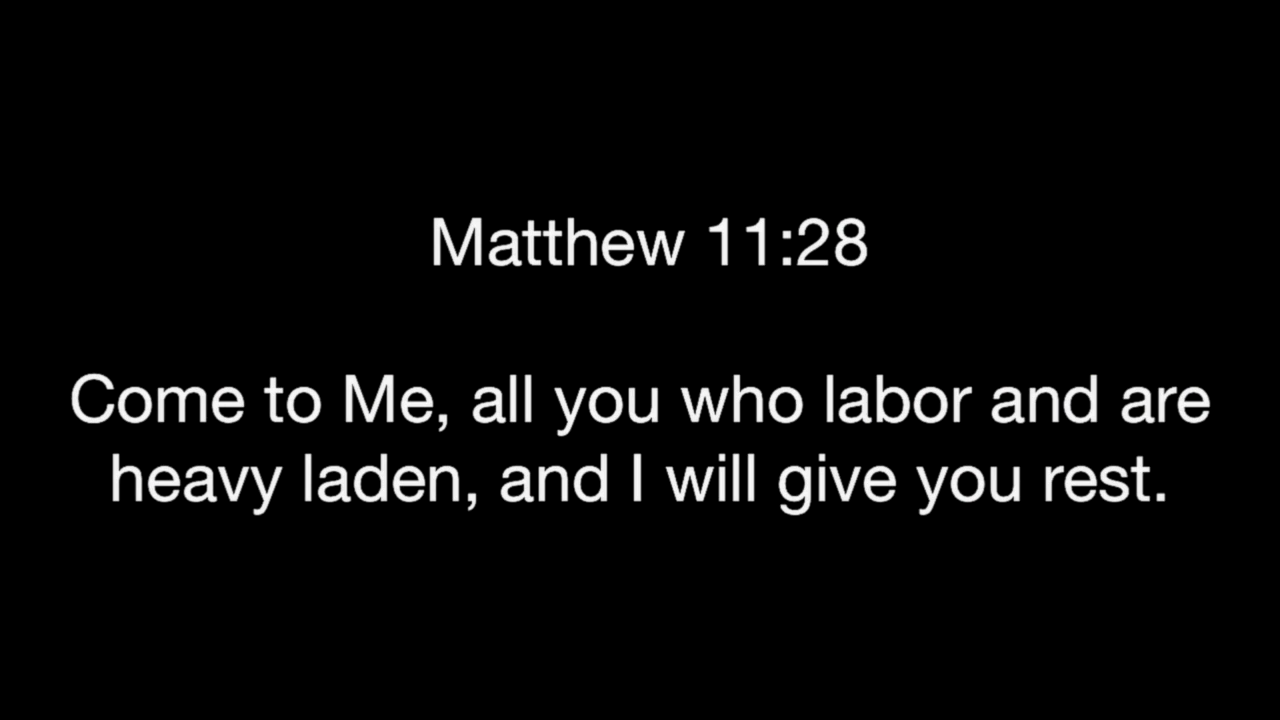 Matthew 11:28
Come to Me, all you who labor and are
heavy laden, and I will give you rest.